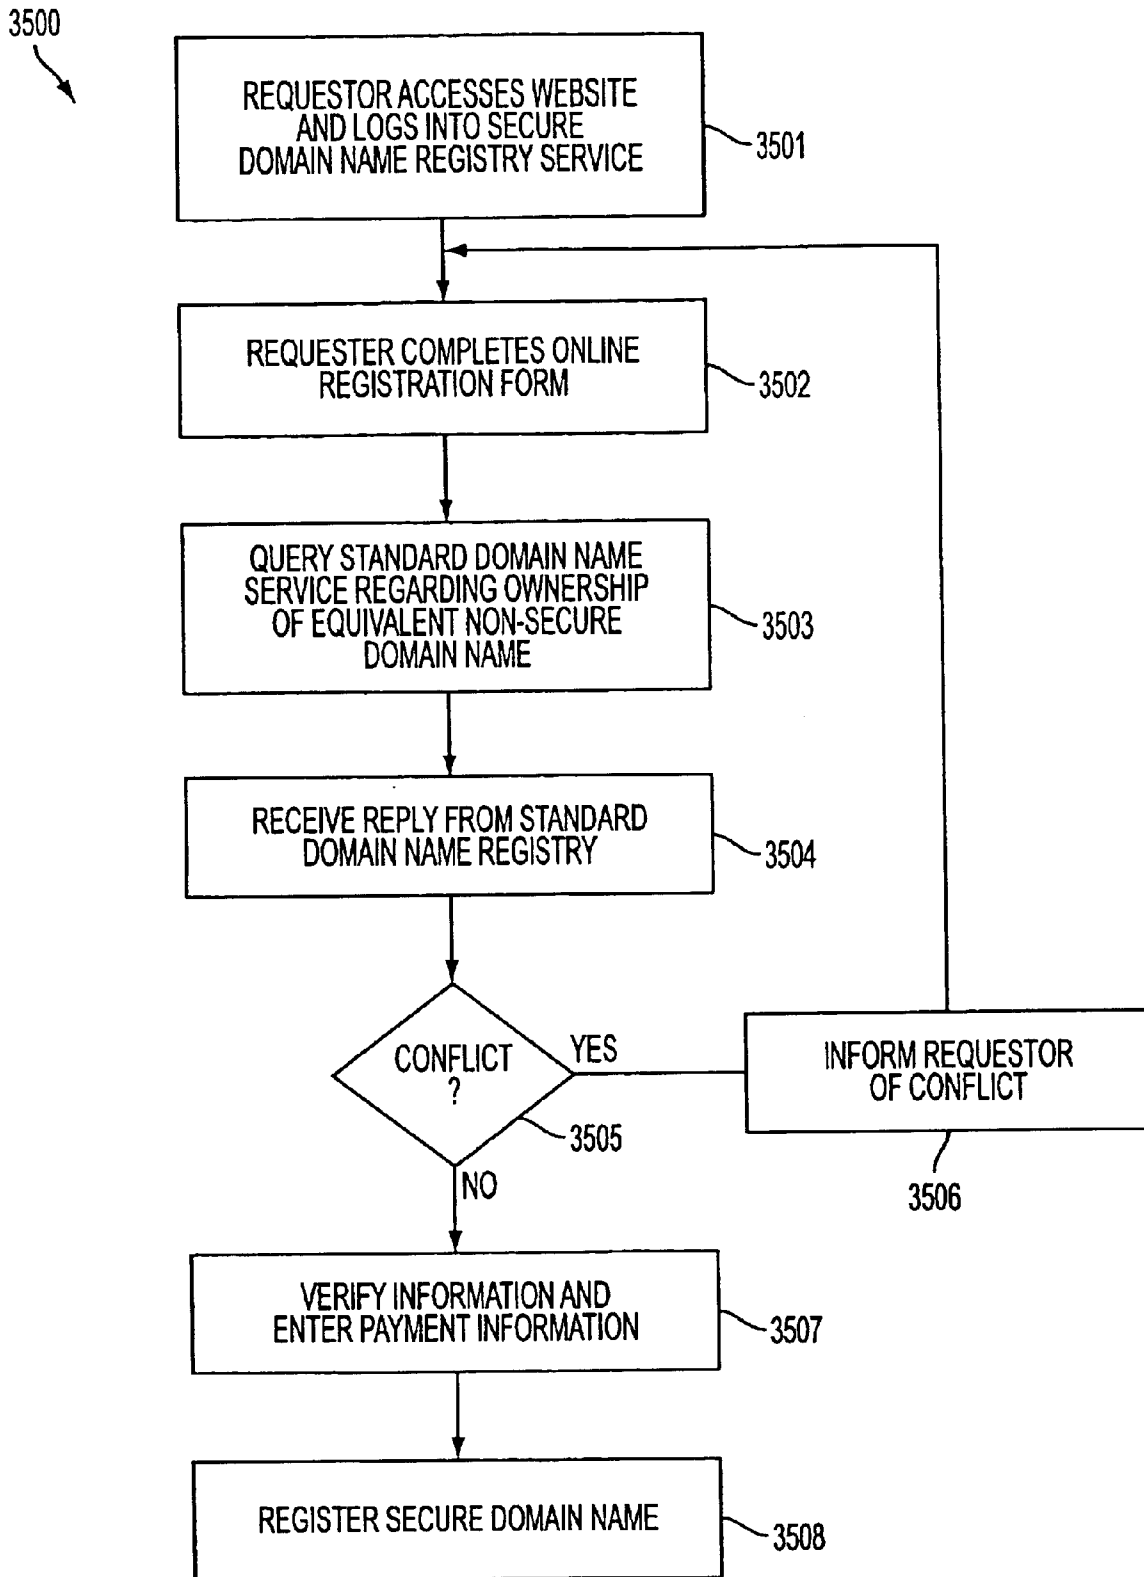 3500
REQUESTOR ACCESSES WEBSITE
AND LOGS INTO SECURE
DOMAIN NAME REGISTRY SERVICE
3501
REQUESTER COMPLETES ONLINE
REGISTRATION FORM
3502
QUERY STANDARD DOMAIN NAME
SERVICE REGARDING OWNERSHIP
OF EQUIVALENT NON-SECURE
DOMAIN NAME
3503
RECEIVE REPLY FROM STANDARD
DOMAIN NAME REGISTRY
3504
CONFLICT
?
YES
3505
NO
INFORM REQUESTOR
OF CONFLICT
3506
VERIFY INFORMATION AND
ENTER PAYMENT INFORMATION
3507
REGISTER SECURE DOMAIN NAME
3508